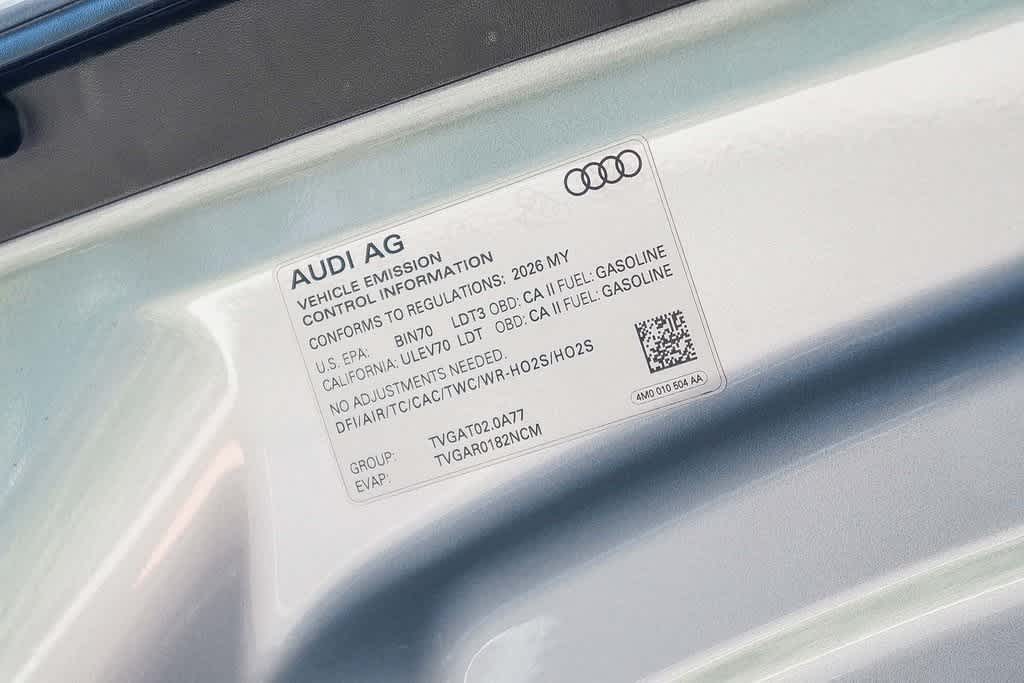 AUDI AG
VEHICLE EMISSION
CONTROL INFORMATION
CONFORMS TO REGULATIONS: 2026 MY
U.S. EPA: BIN70 LDT3 OBD: CA II FUEL: GASOLINE
CALIFORNIA: ULEV70 LDT OBD: CA II FUEL: GASOLINE
NO ADJUSTMENTS NEEDED.
DFI/AIR/TC/CAC/TWC/WR-HO2S/HO2S
GROUP: TVGAT02.0A77
EVAP: TVGAR0182NCM
4M0 010 504 AA